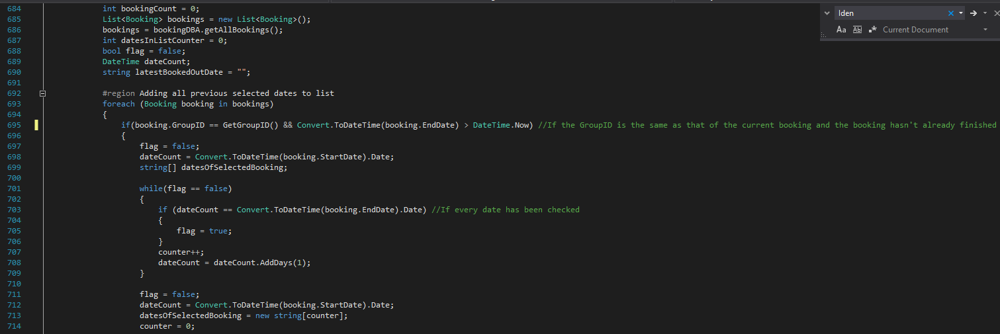 684 int bookingCount = 0;
685 List<Booking> bookings = new List<Booking>();
686 bookings = bookingDBA.getAllBookings();
687 int datesInListCounter = 0;
688 bool flag = false;
689 DateTime dateCount;
690 string latestBookedOutDate = "";
691
692 #region Adding all previous selected dates to list
693 foreach (Booking booking in bookings)
694 {
695 if(booking.GroupID == GetGroupID() && Convert.ToDateTime(booking.EndDate) > DateTime.Now) //If the GroupID is the same as that of the current booking and the booking hasn't already finished
696 {
697 flag = false;
698 dateCount = Convert.ToDateTime(booking.StartDate).Date;
699 string[] datesOfSelectedBooking;
700
701 while(flag == false)
702 {
703 if (dateCount == Convert.ToDateTime(booking.EndDate).Date) //If every date has been checked
704 {
705 flag = true;
706 }
707 counter++;
708 dateCount = dateCount.AddDays(1);
709 }
710
711 flag = false;
712 dateCount = Convert.ToDateTime(booking.StartDate).Date;
713 datesOfSelectedBooking = new string[counter];
714 counter = 0;
lden
Aa Ab .* Current Document